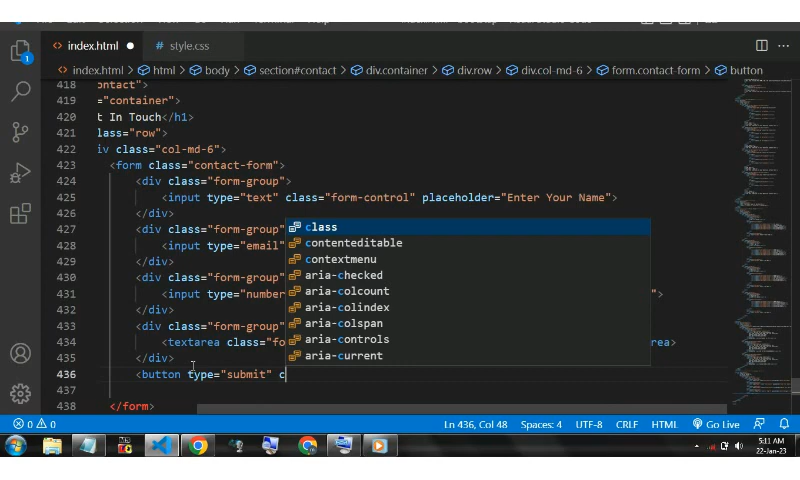 index.html
style.css
index.html > html > body > section#contact > div.container > div.row > div.col-md-6 > form.contact-form > button
418 ontact">
419 ="container">
420 t In Touch</h1>
421 lass="row">
422 iv class="col-md-6">
423 <form class="contact-form">
424 <div class="form-group">
425 <input type="text" class="form-control" placeholder="Enter Your Name">
426 </div>
427 <div class="form-group"
428 <input type="email"
429 </div>
430 <div class="form-group"
431 <input type="number ">
432 </div>
433 <div class="form-group"
434 <textarea class="fo area>
435 </div>
436 <button type="submit" c
437
438 </form>
class
contenteditable
contextmenu
aria-checked
aria-colcount
aria-colindex
aria-colspan
aria-controls
aria-current
1
0 0
Ln 436, Col 48 Spaces: 4 UTF-8 CRLF HTML Go Live
5:11 AM
22-Jan-23